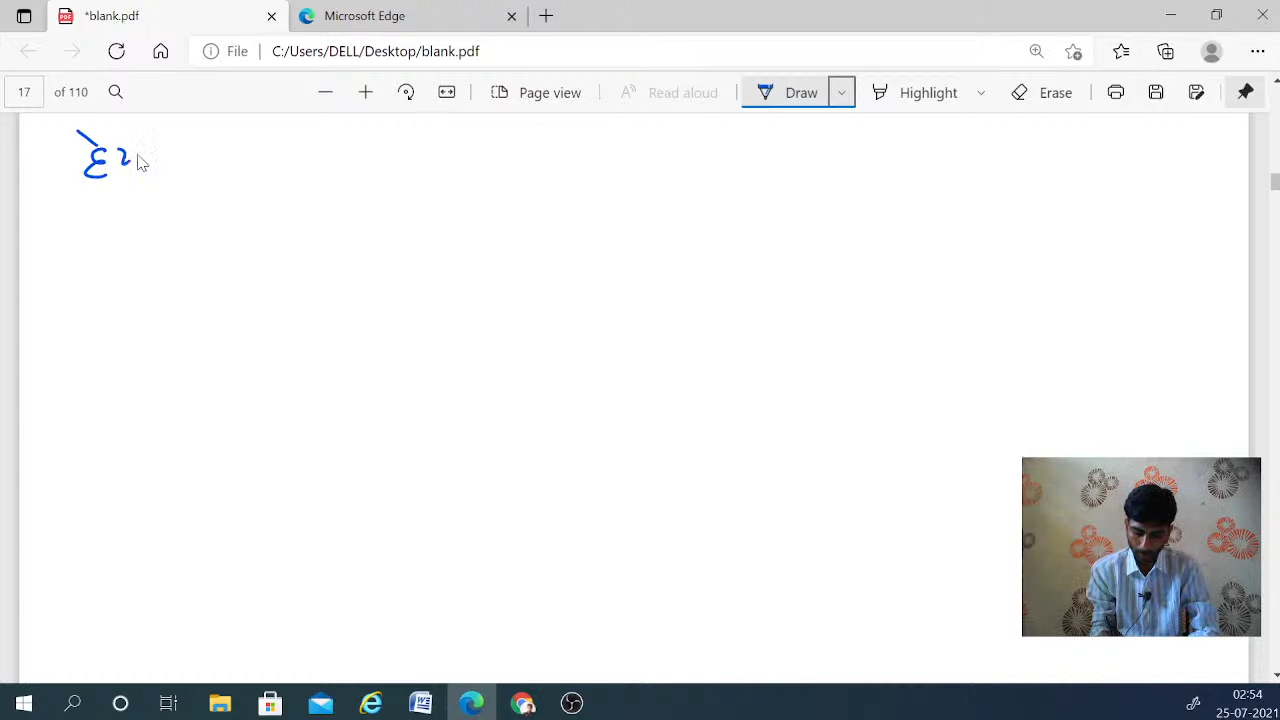 *blank.pdf
Microsoft Edge
File
C:/Users/DELL/Desktop/blank.pdf
17 of 110
Page view
Read aloud
Draw
Highlight
Erase
02:54
25-07-2021